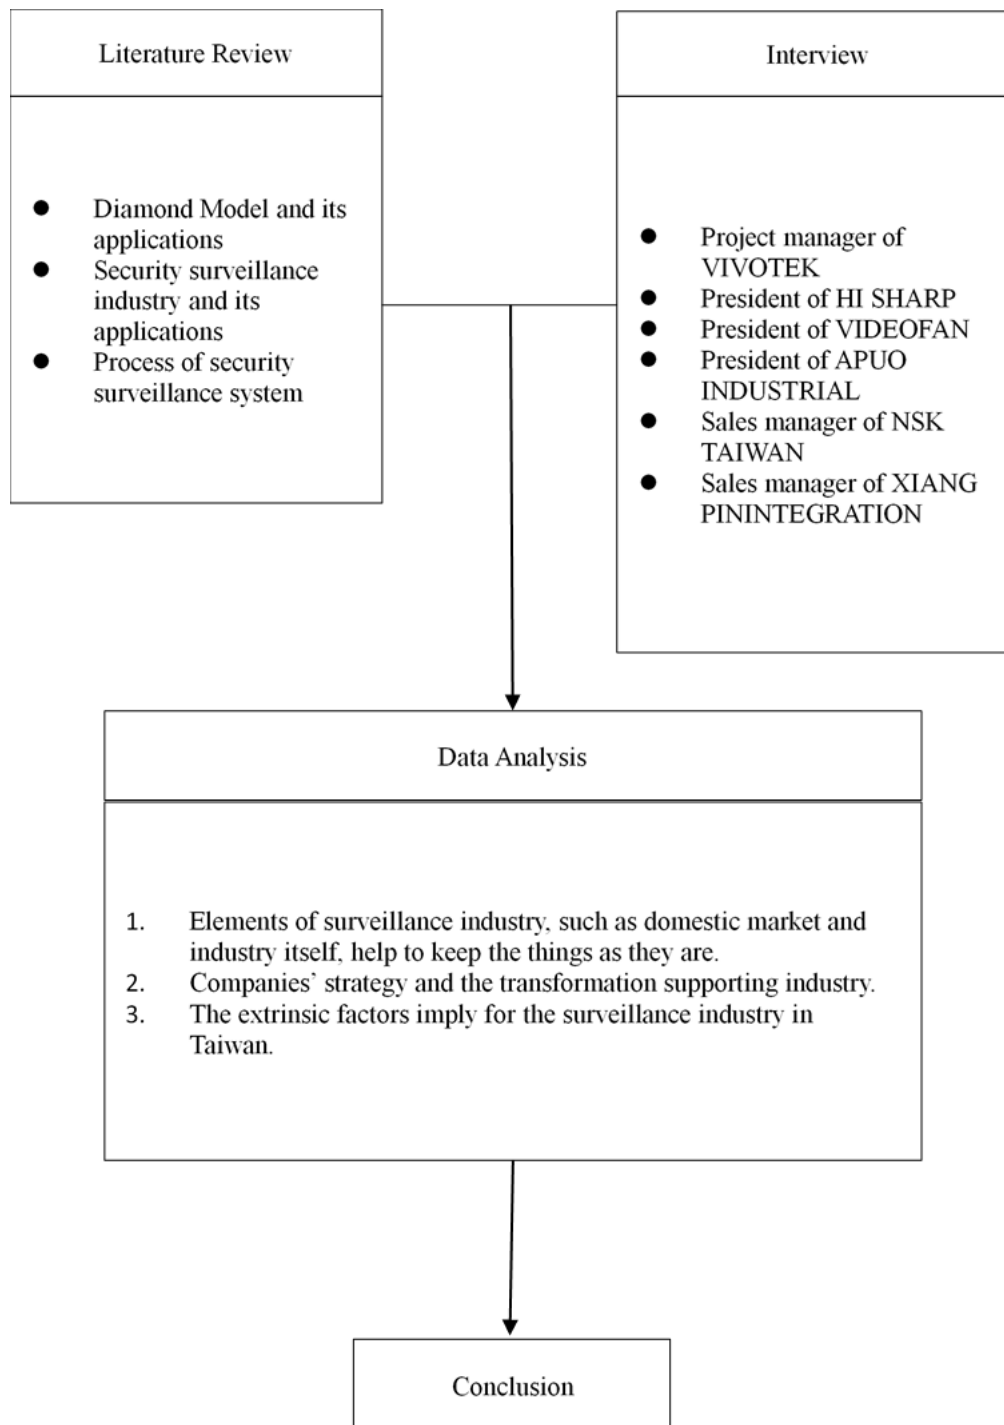 Literature Review
● Diamond Model and its
applications
● Security surveillance
industry and its
applications
● Process of security
surveillance system
Interview
● Project manager of
VIVOTEK
● President of HI SHARP
● President of VIDEOFAN
● President of APUO
INDUSTRIAL
● Sales manager of NSK
TAIWAN
● Sales manager of XIANG
PININTEGRATION
Data Analysis
1. Elements of surveillance industry, such as domestic market and
industry itself, help to keep the things as they are.
2. Companies’ strategy and the transformation supporting industry.
3. The extrinsic factors imply for the surveillance industry in
Taiwan.
Conclusion